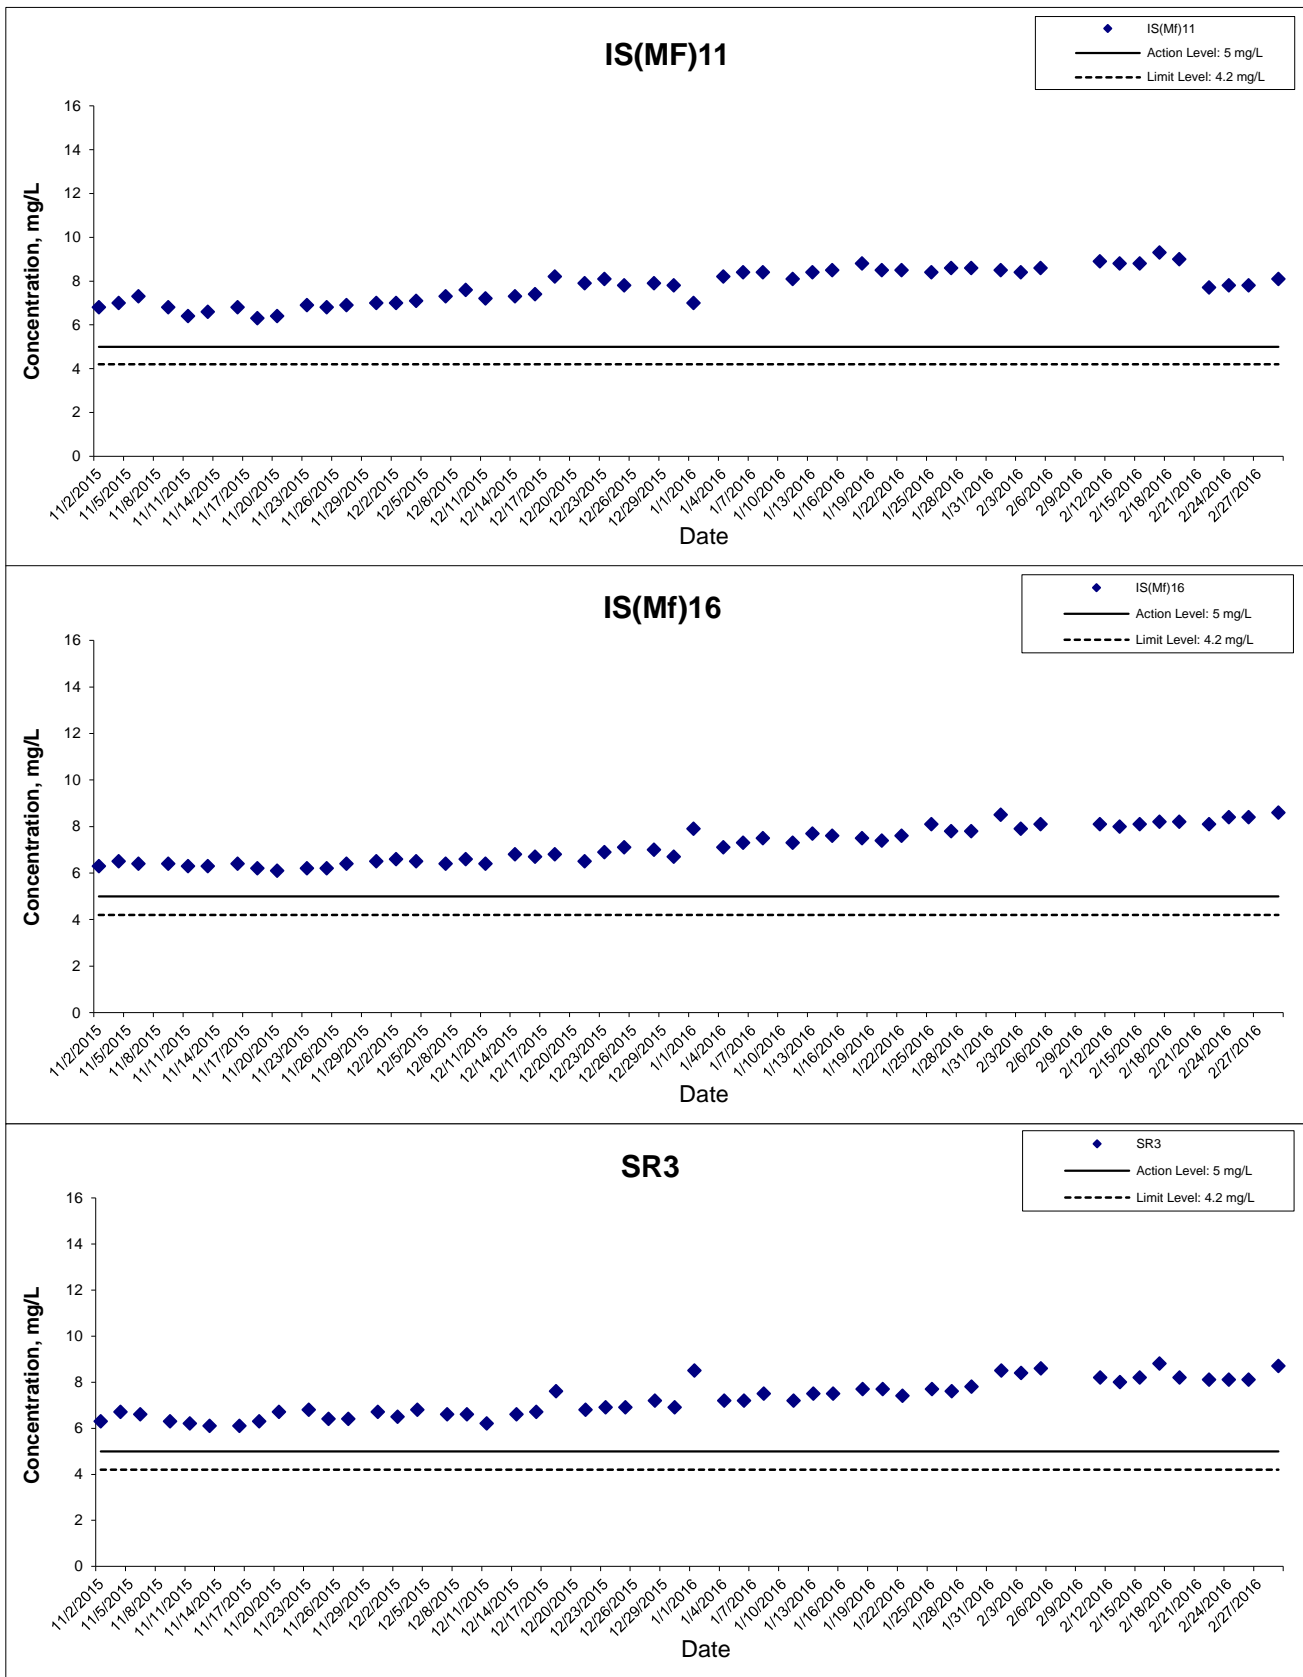 IS(MF)11
IS(Mf)11
Action Level: 5 mg/L
Limit Level: 4.2 mg/L
Concentration, mg/L
16
14
12
10
8
6
4
2
0
11/2/2015 11/5/2015 11/8/2015 11/11/2015 11/14/2015 11/17/2015 11/20/2015 11/23/2015 11/26/2015 11/29/2015 12/2/2015 12/5/2015 12/8/2015 12/11/2015 12/14/2015 12/17/2015 12/20/2015 12/23/2015 12/26/2015 12/29/2015 1/1/2016 1/4/2016 1/7/2016 1/10/2016 1/13/2016 1/16/2016 1/19/2016 1/22/2016 1/25/2016 1/28/2016 1/31/2016 2/3/2016 2/6/2016 2/9/2016 2/12/2016 2/15/2016 2/18/2016 2/21/2016 2/24/2016 2/27/2016
Date
IS(Mf)16
IS(Mf)16
Action Level: 5 mg/L
Limit Level: 4.2 mg/L
Concentration, mg/L
16
14
12
10
8
6
4
2
0
11/2/2015 11/5/2015 11/8/2015 11/11/2015 11/14/2015 11/17/2015 11/20/2015 11/23/2015 11/26/2015 11/29/2015 12/2/2015 12/5/2015 12/8/2015 12/11/2015 12/14/2015 12/17/2015 12/20/2015 12/23/2015 12/26/2015 12/29/2015 1/1/2016 1/4/2016 1/7/2016 1/10/2016 1/13/2016 1/16/2016 1/19/2016 1/22/2016 1/25/2016 1/28/2016 1/31/2016 2/3/2016 2/6/2016 2/9/2016 2/12/2016 2/15/2016 2/18/2016 2/21/2016 2/24/2016 2/27/2016
Date
SR3
SR3
Action Level: 5 mg/L
Limit Level: 4.2 mg/L
Concentration, mg/L
16
14
12
10
8
6
4
2
0
11/2/2015 11/5/2015 11/8/2015 11/11/2015 11/14/2015 11/17/2015 11/20/2015 11/23/2015 11/26/2015 11/29/2015 12/2/2015 12/5/2015 12/8/2015 12/11/2015 12/14/2015 12/17/2015 12/20/2015 12/23/2015 12/26/2015 12/29/2015 1/1/2016 1/4/2016 1/7/2016 1/10/2016 1/13/2016 1/16/2016 1/19/2016 1/22/2016 1/25/2016 1/28/2016 1/31/2016 2/3/2016 2/6/2016 2/9/2016 2/12/2016 2/15/2016 2/18/2016 2/21/2016 2/24/2016 2/27/2016
Date